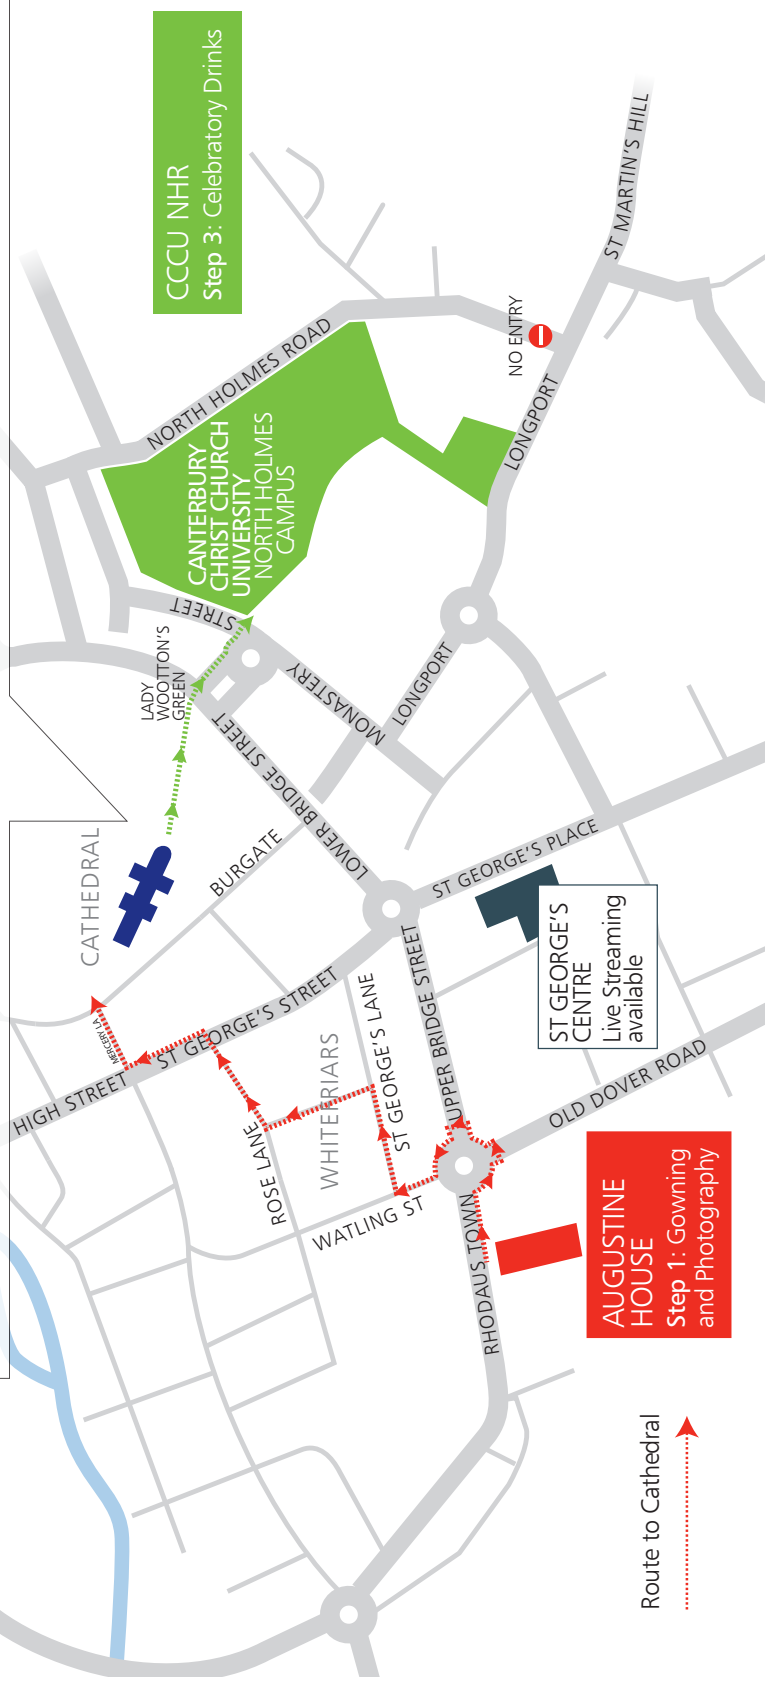 CCCU NHR
Step 3: Celebratory Drinks
ST MARTIN'S HILL
NO ENTRY
NORTH HOLMES ROAD
LONGPORT
CANTERBURY
CHRIST CHURCH
UNIVERSITY
NORTH HOLMES
CAMPUS
STREET
MONASTERY
LADY
WOOTTON'S
GREEN
LONGPORT
LOWER BRIDGE STREET
BURGATE
CATHEDRAL
ST GEORGE'S PLACE
ST GEORGE'S
CENTRE
Live Streaming
available
UPPER BRIDGE STREET
ST GEORGE'S LANE
ST GEORGE'S STREET
MERCERY LA
HIGH STREET
WHITEFRIARS
ROSE LANE
WATLING ST
OLD DOVER ROAD
RHODAUS TOWN
AUGUSTINE
HOUSE
Step 1: Gowning
and Photography
Route to Cathedral